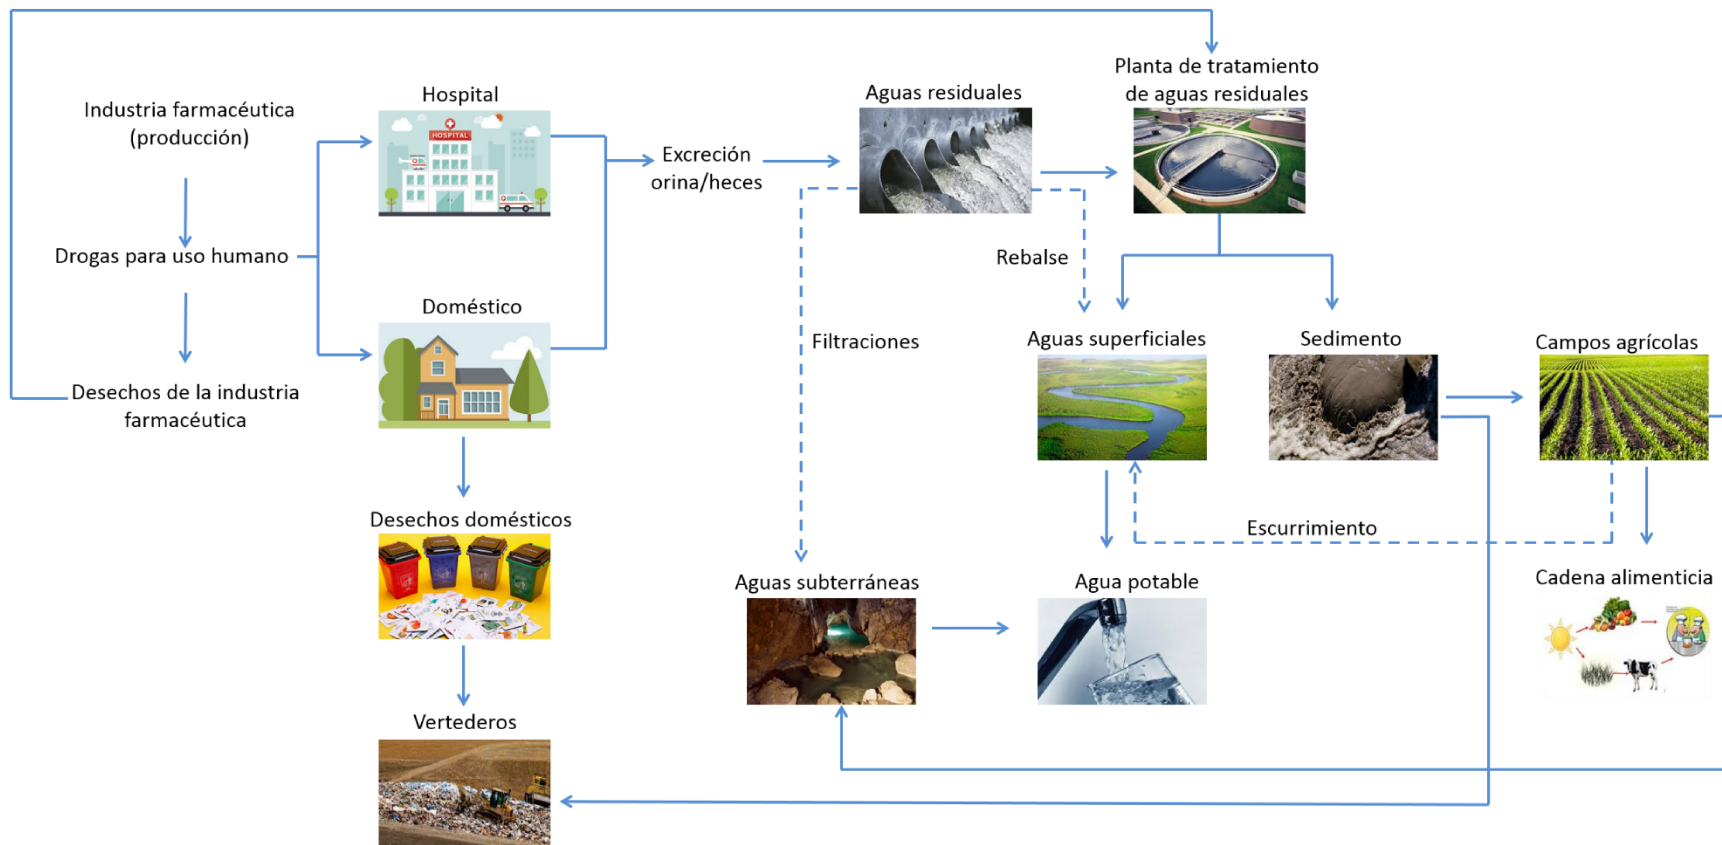 Industria farmacéutica
(producción)
Hospital
HOSPITAL
Aguas residuales
Planta de tratamiento
de aguas residuales
Excreción
orina/heces
Drogas para uso humano
Rebalse
Doméstico
Filtraciones
Aguas superficiales
Sedimento
Campos agrícolas
Desechos de la industria
farmacéutica
Desechos domésticos
Escurrimiento
Aguas subterráneas
Agua potable
Cadena alimenticia
Vertederos